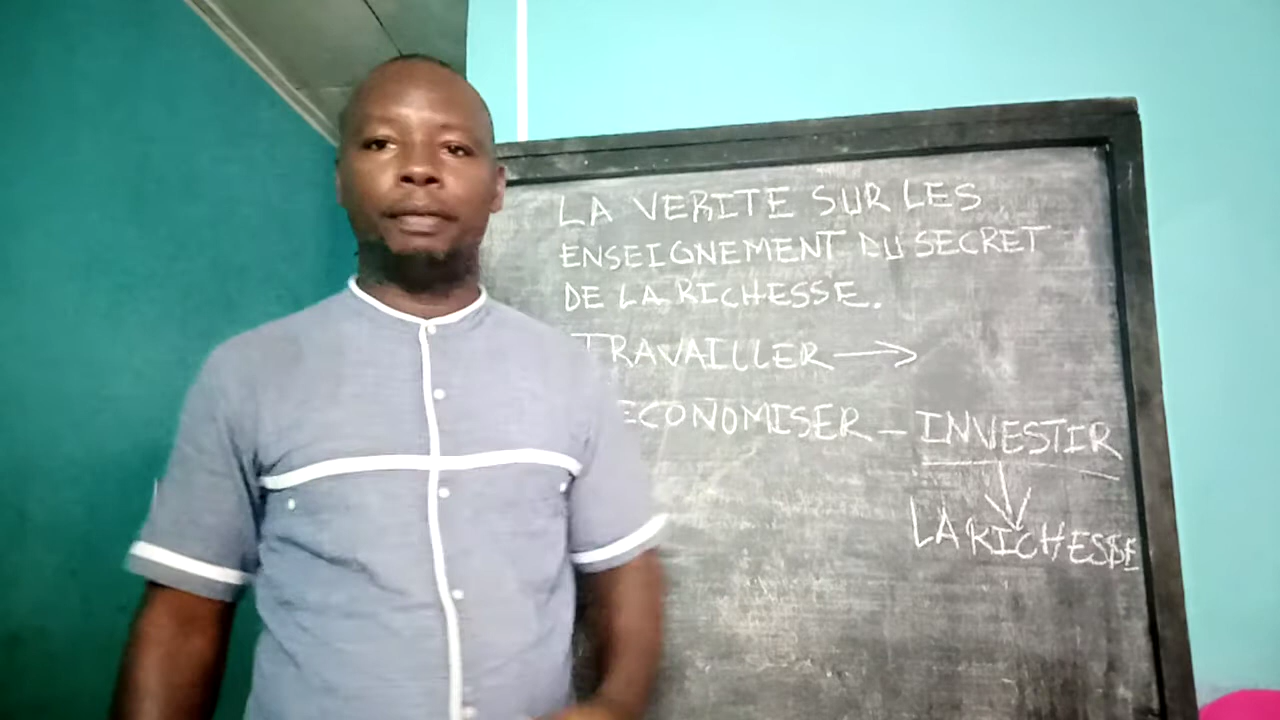 LA VERITE SUR LES
ENSEIGNEMENT DU SECRET
DE LA RICHESSE.
TRAVAILLER →
ECONOMISER - INVESTIR
LA RICHESSE